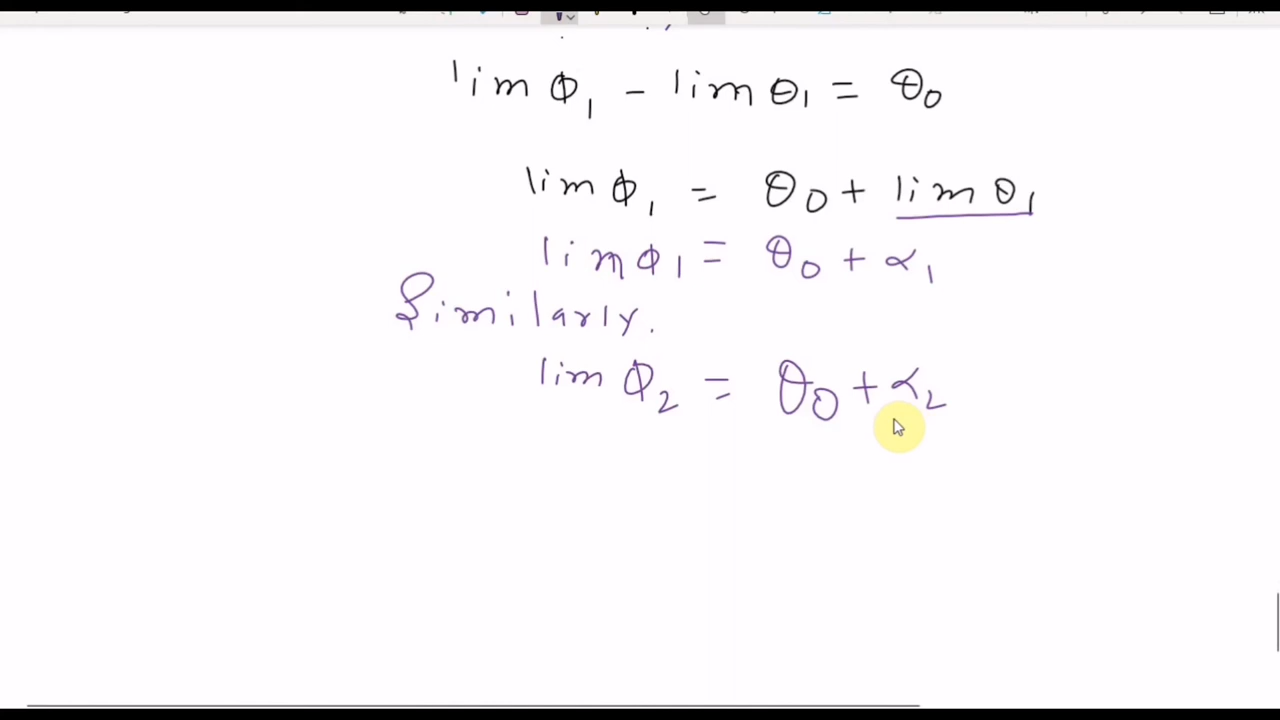 lim ϕ₁ - lim θ₁ = θ₀
lim ϕ₁ = θ₀ + lim θ₁
lim ϕ₁ = θ₀ + α₁
Similarly.
lim ϕ₂ = θ₀ + α₂